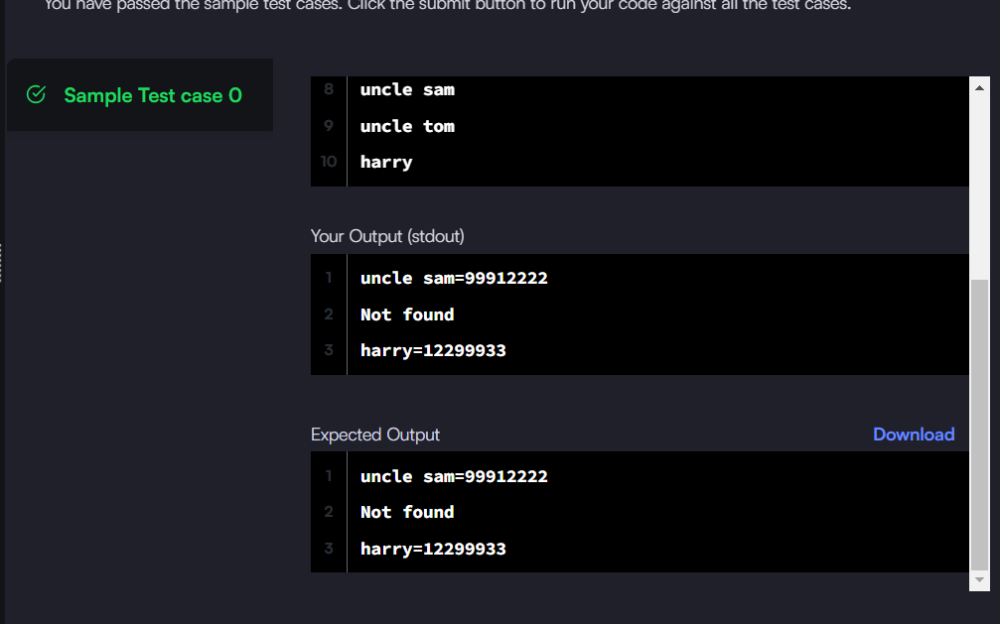 You have passed the sample test cases. Click the submit button to run your code against all the test cases.
Sample Test case 0
8 uncle sam
9 uncle tom
10 harry
Your Output (stdout)
1 uncle sam=99912222
2 Not found
3 harry=12299933
Expected Output Download
1 uncle sam=99912222
2 Not found
3 harry=12299933